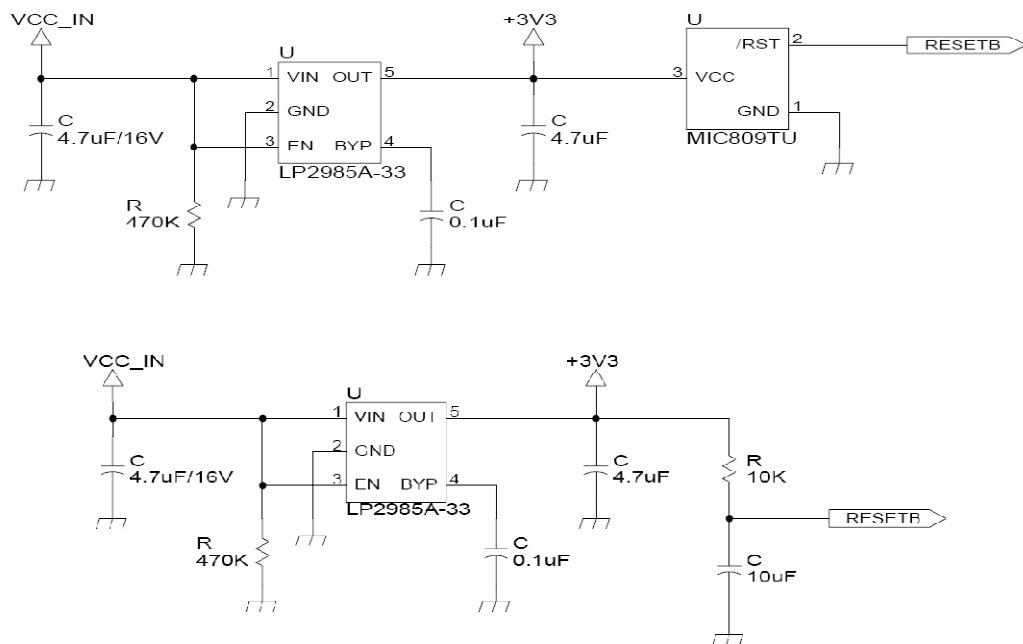 VCC_IN
+3V3
U
U
/RST
2
RESETB
1
VIN
OUT
5
3
VCC
2
GND
C
4.7uF/16V
C
4.7uF
GND
1
3
EN
BYP
4
MIC809TU
LP2985A-33
R
470K
C
0.1uF
VCC_IN
+3V3
U
1
VIN
OUT
5
2
GND
C
4.7uF/16V
C
4.7uF
R
10K
3
EN
BYP
4
LP2985A-33
RESETB
R
470K
C
0.1uF
C
10uF